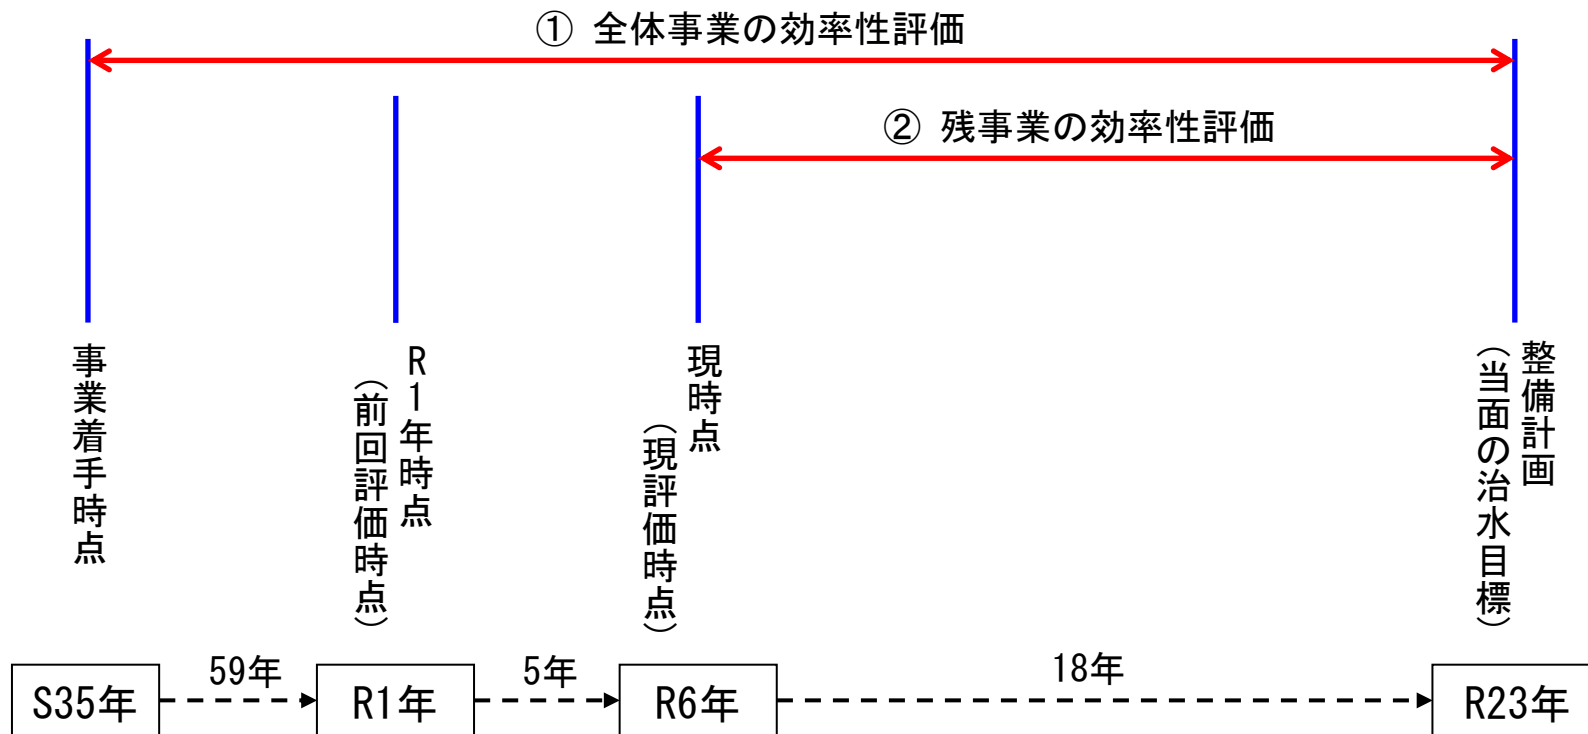 ① 全体事業の効率性評価
② 残事業の効率性評価
事業着手時点
R1年時点
（前回評価時点）
現時点
（現評価時点）
整備計画
（当面の治水目標）
59年
5年
18年
S35年
R1年
R6年
R23年